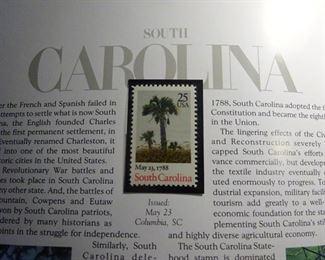 SOUTH
CAROLINA
er the French and Spanish failed in
attempts to settle what is now South
na, the English founded Charles
the first permanent settlement, in
Eventually renamed Charleston, it
into one of the most beautiful
oric cities in the United States.
Revolutionary War battles and
es took place in South Carolina
ny other state. And, the battles of
ountain, Cowpens and Eutaw
won by South Carolina patriots,
dered by many historians as
points in the struggle for independence.
Similarly, South
Carolina dele-
25
USA
May 23, 1788
South Carolina
Issued:
May 23
Columbia, SC
1788, South Carolina adopted the f
Constitution and became the eighth
in the Union.
The lingering effects of the Ci
and Reconstruction severely
capped South Carolina's efforts
vance commercially, but develop
the textile industry eventually
uted enormously to progress. To
dustrial expansion, military facil
tourism add greatly to a well-
economic foundation for the sta
plementing South Carolina's stil
and highly diverse agricultural economy.
The South Carolina State-
hood stamp is dominated